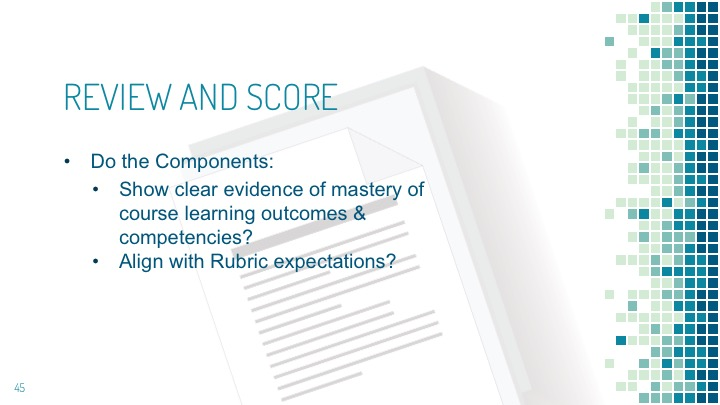 REVIEW AND SCORE
• Do the Components:
• Show clear evidence of mastery of
course learning outcomes &
competencies?
• Align with Rubric expectations?
45